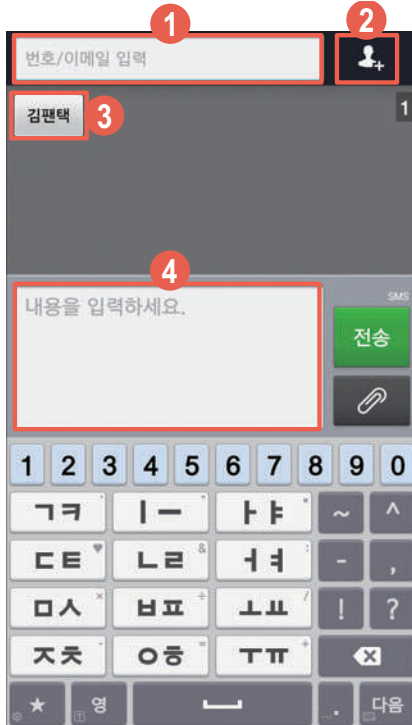 1
2
번호/이메일 입력
김팬택
3
1
4
내용을 입력하세요.
SMS
전송
1 2 3 4 5 6 7 8 9 0
ㄱㅋ ㅣㅡ ㅏㅑ ~ ^
ㄷㅌ ♥ ㄴㄹ & ㅓㅕ : - ,
ㅁㅅ × ㅂㅍ ÷ ㅗㅛ / ! ?
ㅈㅊ - ㅇㅎ = ㅜㅠ +
★ 영 . 다음